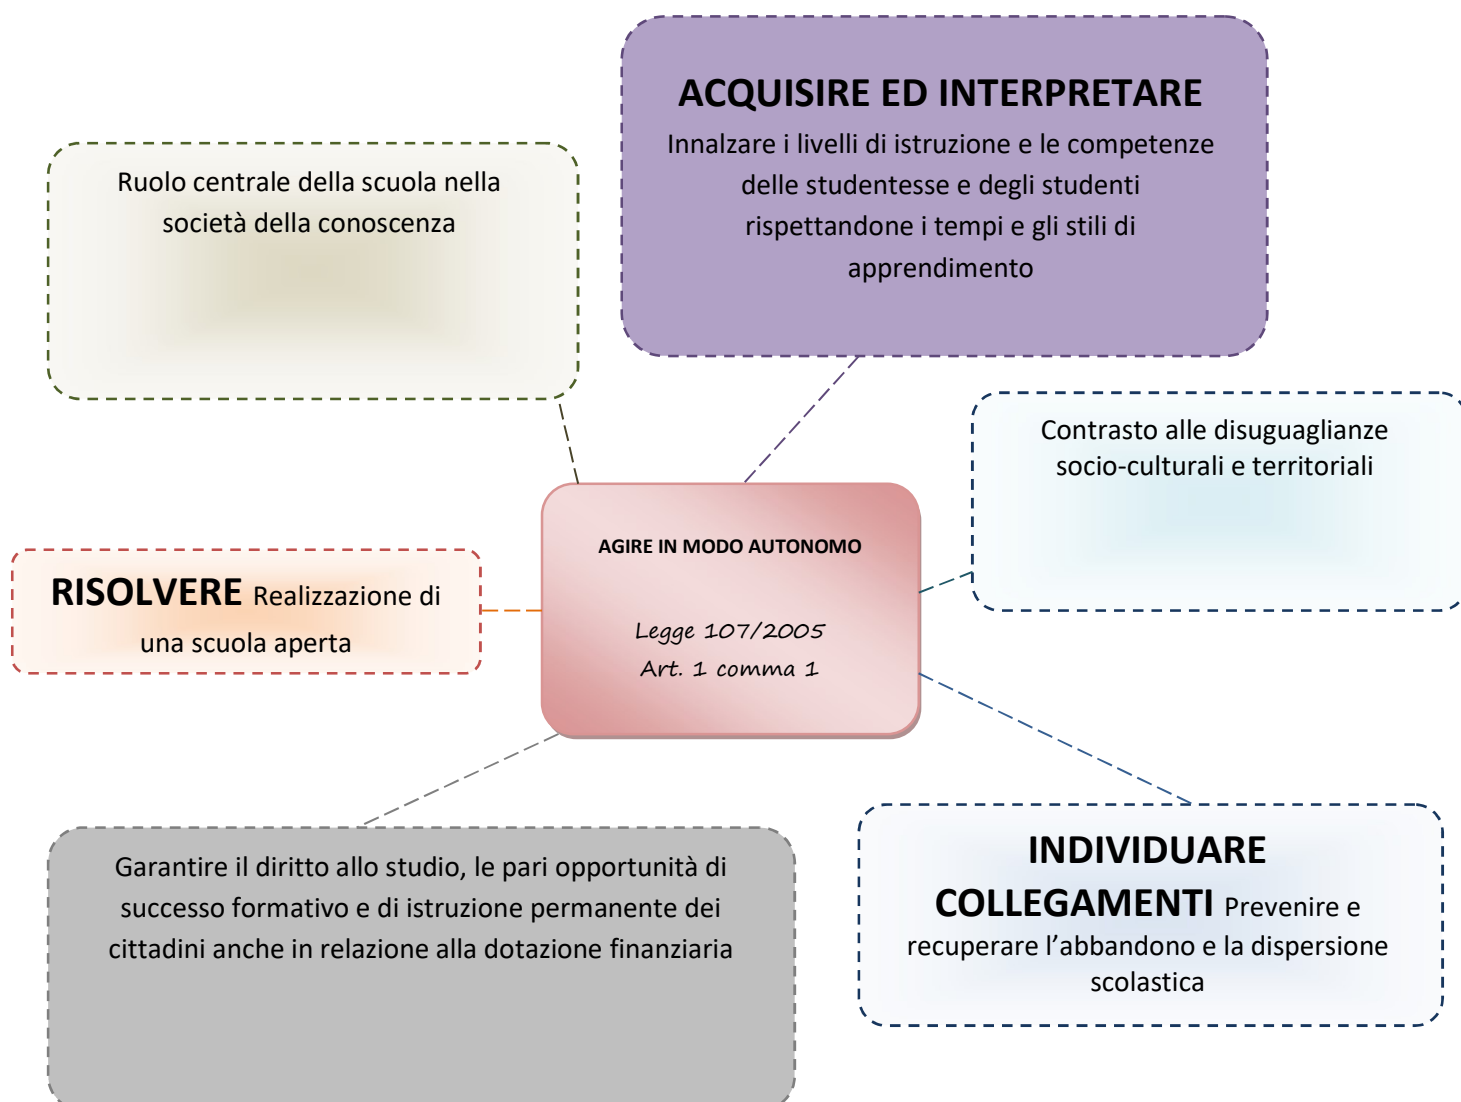 ACQUISIRE ED INTERPRETARE
Innalzare i livelli di istruzione e le competenze
delle studentesse e degli studenti
rispettandone i tempi e gli stili di
apprendimento
Ruolo centrale della scuola nella
società della conoscenza
Contrasto alle disuguaglianze
socio-culturali e territoriali
AGIRE IN MODO AUTONOMO
Legge 107/2005
Art. 1 comma 1
RISOLVERE Realizzazione di
una scuola aperta
Garantire il diritto allo studio, le pari opportunità di
successo formativo e di istruzione permanente dei
cittadini anche in relazione alla dotazione finanziaria
INDIVIDUARE
COLLEGAMENTI Prevenire e
recuperare l’abbandono e la dispersione
scolastica